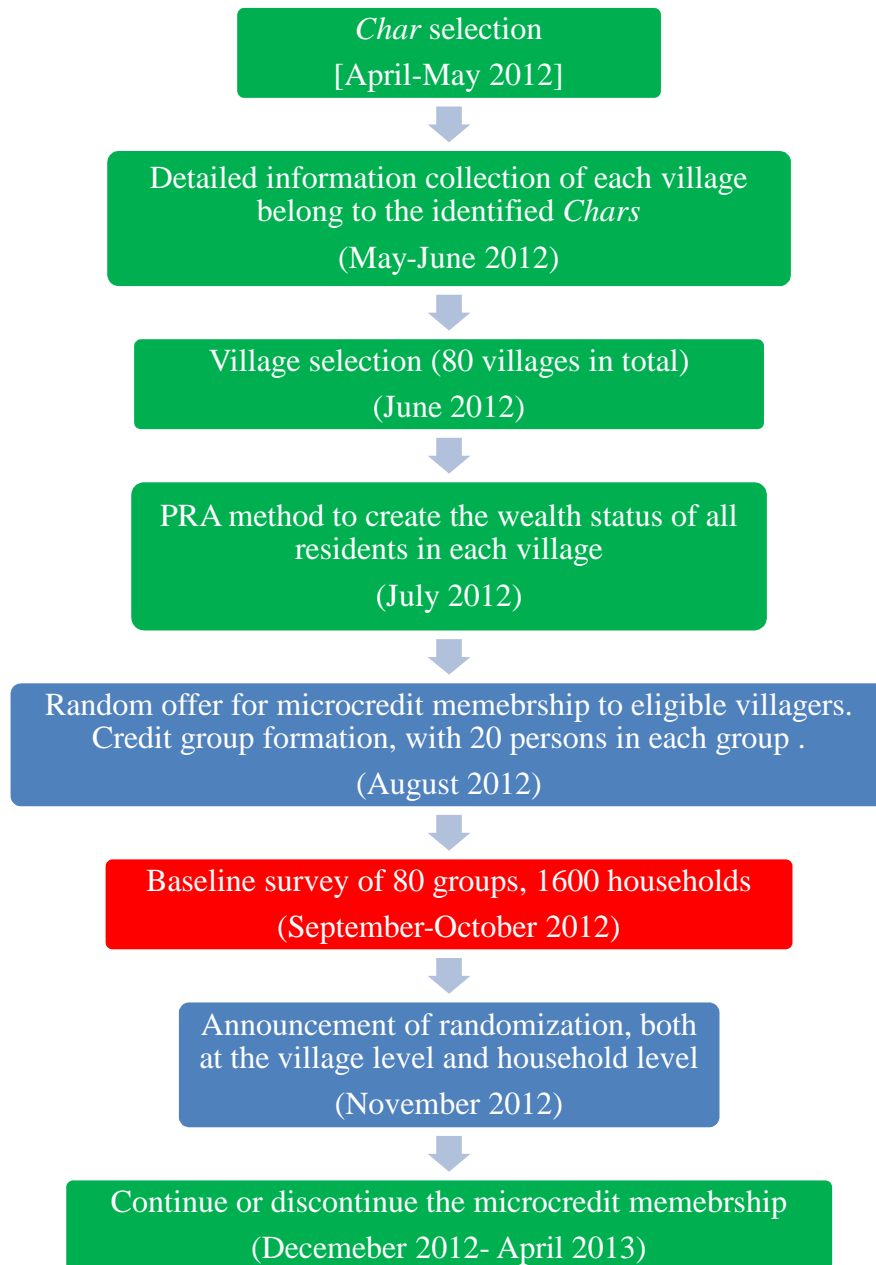 Char selection
[April-May 2012]
Detailed information collection of each village
belong to the identified Chars
(May-June 2012)
Village selection (80 villages in total)
(June 2012)
PRA method to create the wealth status of all
residents in each village
(July 2012)
Random offer for microcredit memebrship to eligible villagers.
Credit group formation, with 20 persons in each group .
(August 2012)
Baseline survey of 80 groups, 1600 households
(September-October 2012)
Announcement of randomization, both
at the village level and household level
(November 2012)
Continue or discontinue the microcredit memebrship
(Decemeber 2012- April 2013)